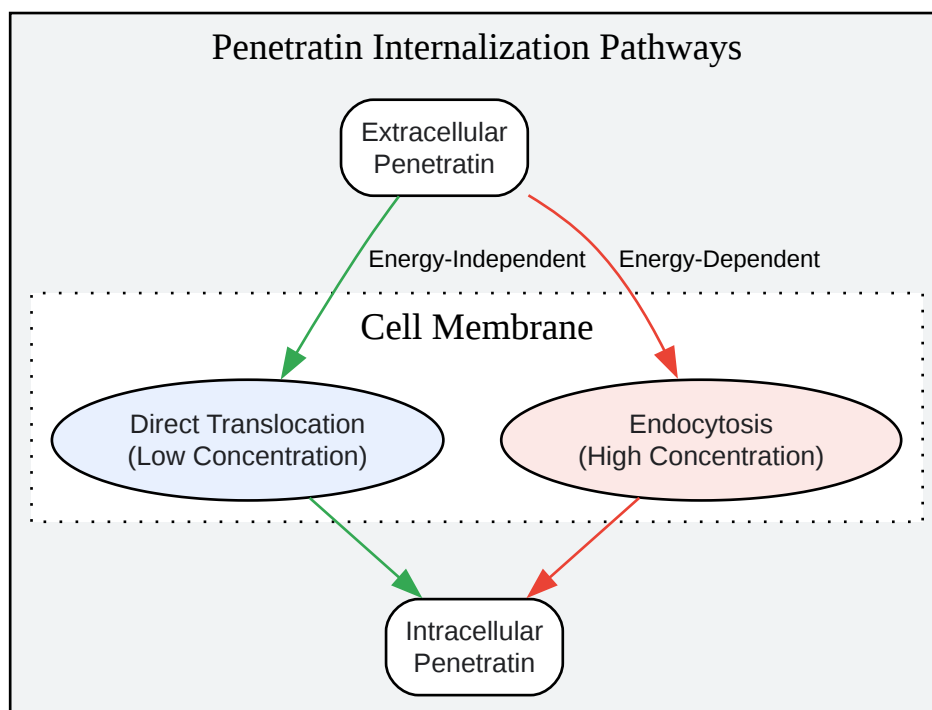 Penetratin Internalization Pathways
Extracellular
Penetratin
Energy-Independent
Energy-Dependent
Cell Membrane
Direct Translocation
(Low Concentration)
Endocytosis
(High Concentration)
Intracellular
Penetratin